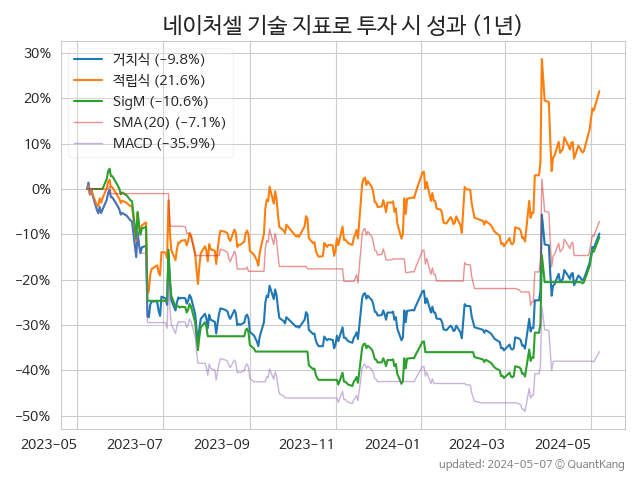 네이처셀 기술 지표로 투자 시 성과 (1년)
거치식 (−9.8%)
적립식 (21.6%)
SigM (−10.6%)
SMA(20) (−7.1%)
MACD (−35.9%)
30%
20%
10%
0%
−10%
−20%
−30%
−40%
−50%
2023-05 2023-07 2023-09 2023-11 2024-01 2024-03 2024-05
updated: 2024-05-07 © QuantKang